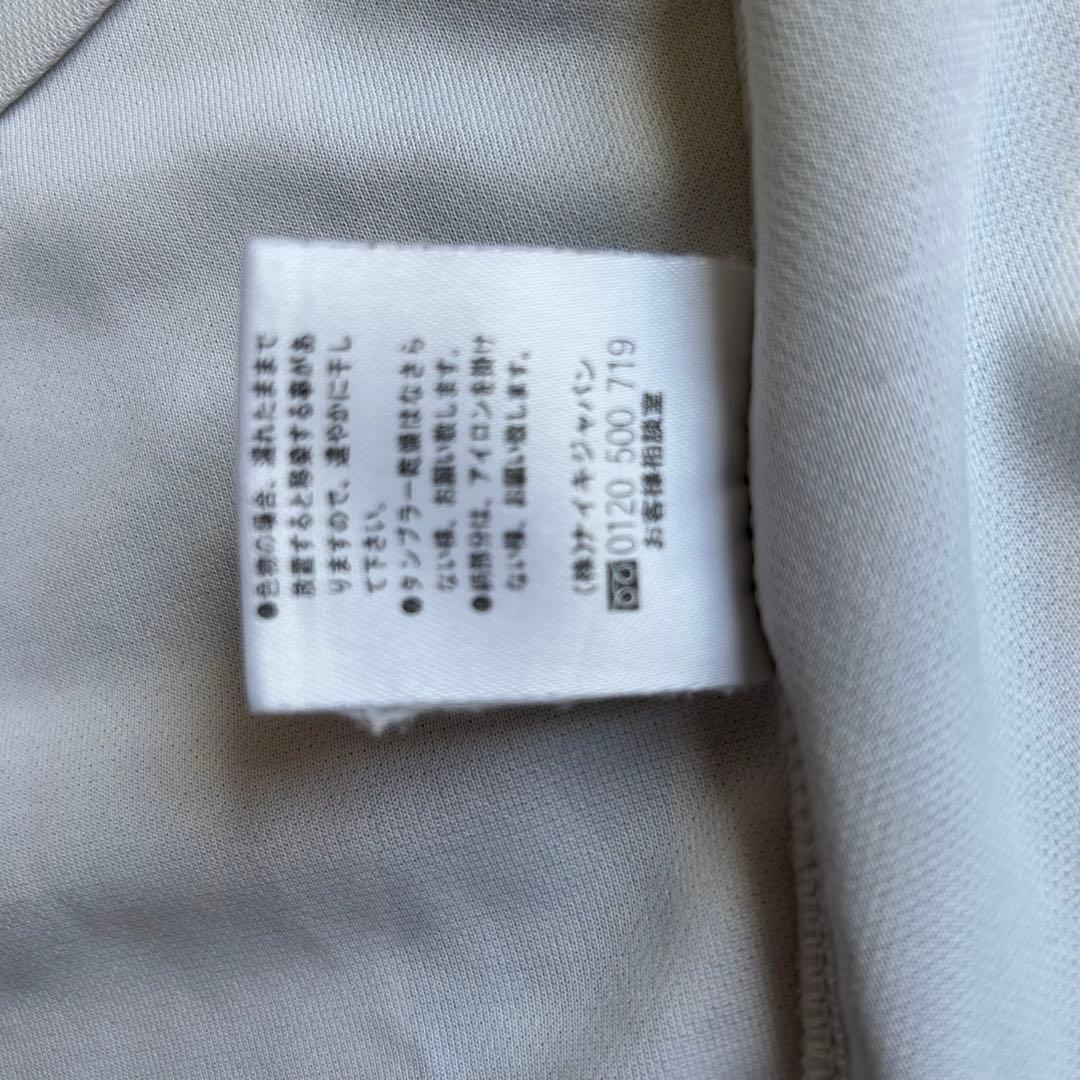 ●色物の場合、濡れたままで
放置すると移染する事があ
りますので、速やかに干し
て下さい。
●タンブラー乾燥はなさら
ない様、お願い致します。
●昇華部分は、アイロンを掛け
ない様、お願い致します。
(株)ナイキジャパン
0120 500 719
お客様相談室